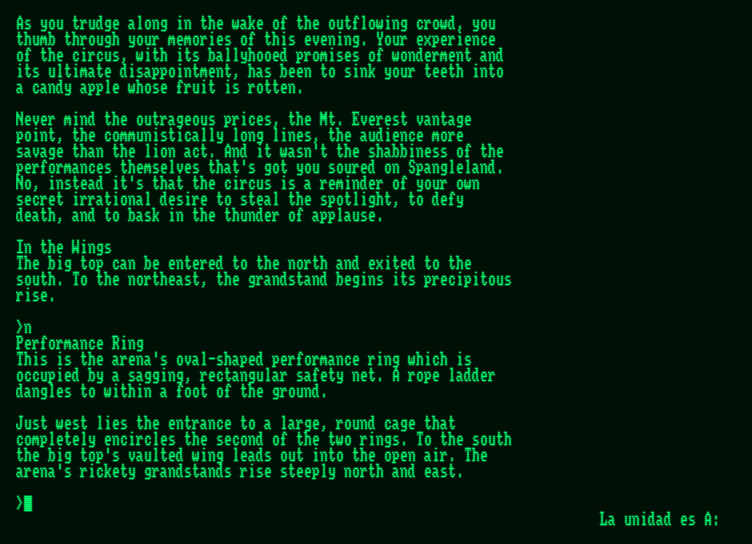 As you trudge along in the wake of the outflowing crowd, you
thumb through your memories of this evening. Your experience
of the circus, with its ballyhooed promises of wonderment and
its ultimate disappointment, has been to sink your teeth into
a candy apple whose fruit is rotten.
Never mind the outrageous prices, the Mt. Everest vantage
point, the communistically long lines, the audience more
savage than the lion act. And it wasn't the shabbiness of the
performances themselves that's got you soured on Spangleland.
No, instead it's that the circus is a reminder of your own
secret irrational desire to steal the spotlight, to defy
death, and to bask in the thunder of applause.
In the Wings
The big top can be entered to the north and exited to the
south. To the northeast, the grandstand begins its precipitous
rise.
>n
Performance Ring
This is the arena's oval-shaped performance ring which is
occupied by a sagging, rectangular safety net. A rope ladder
dangles to within a foot of the ground.
Just west lies the entrance to a large, round cage that
completely encircles the second of the two rings. To the south
the big top's vaulted wing leads out into the open air. The
arena's rickety grandstands rise steeply north and east.
>
La unidad es A: